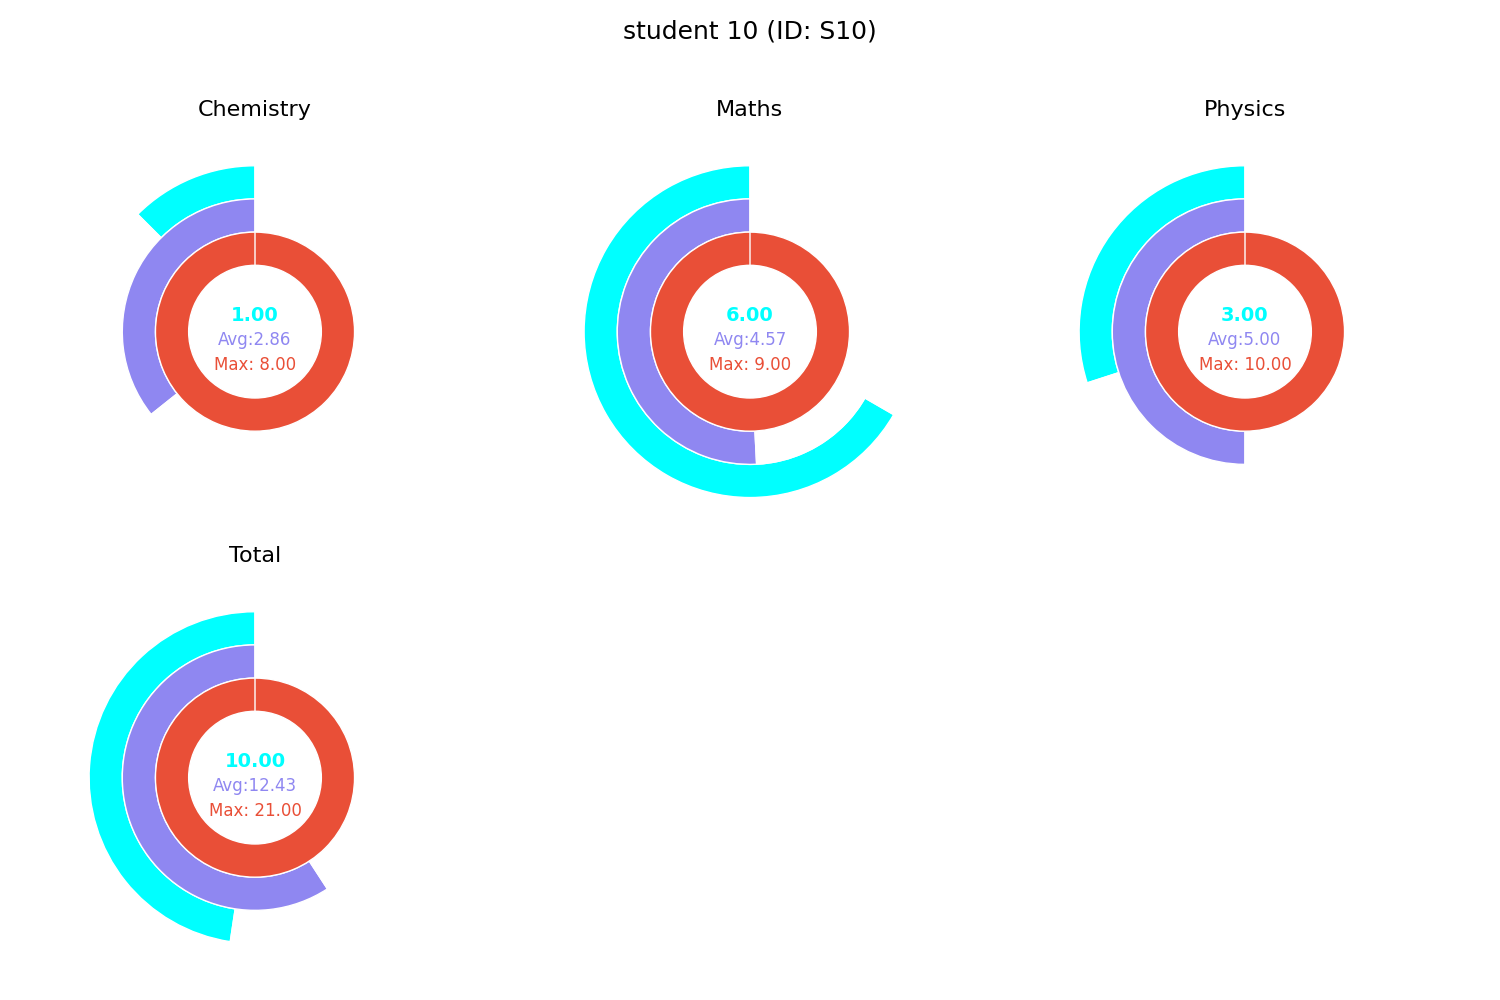 student 10 (ID: S10)
Chemistry
1.00
Avg:2.86
Max: 8.00
Maths
6.00
Avg:4.57
Max: 9.00
Physics
3.00
Avg:5.00
Max: 10.00
Total
10.00
Avg:12.43
Max: 21.00